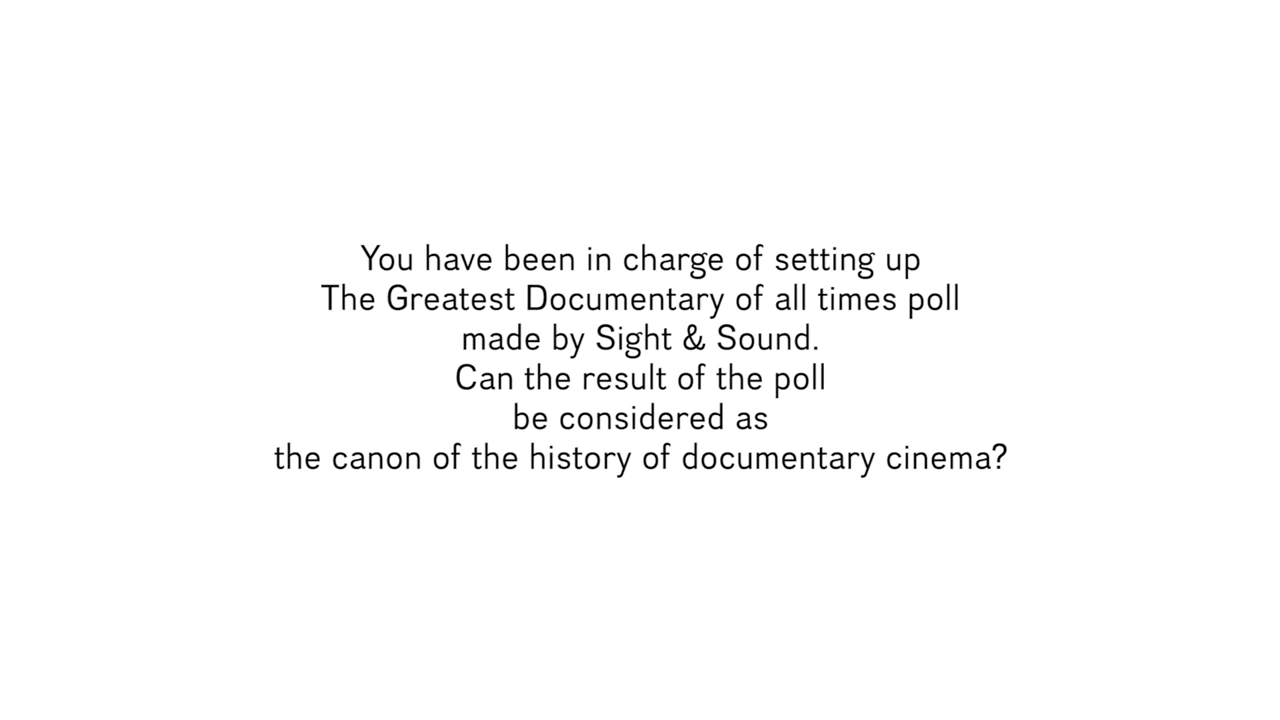 You have been in charge of setting up
The Greatest Documentary of all times poll
made by Sight & Sound.
Can the result of the poll
be considered as
the canon of the history of documentary cinema?